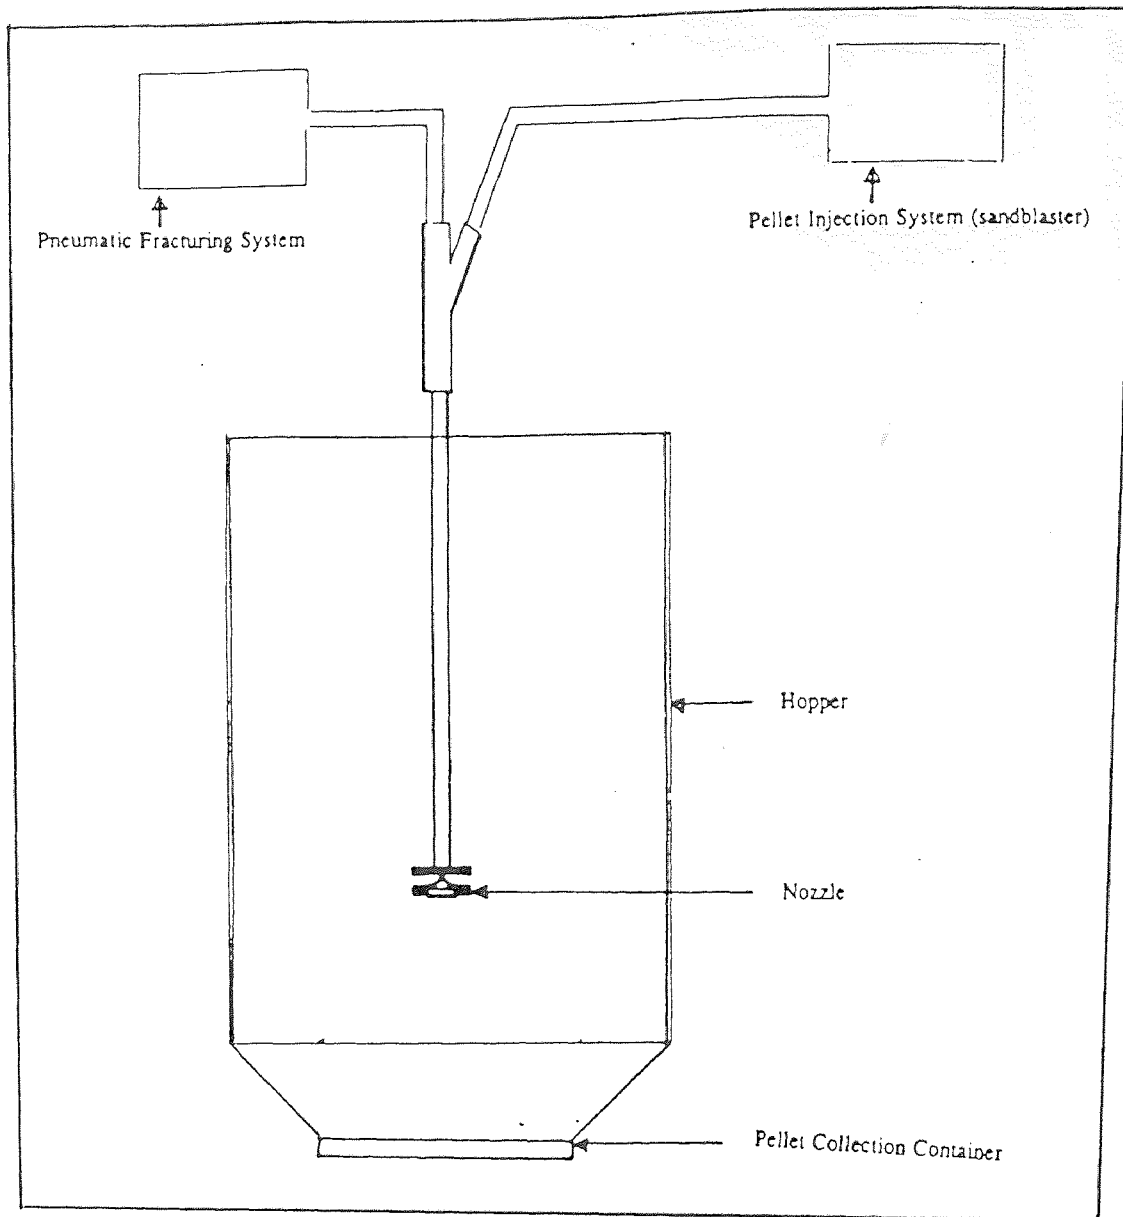 Pneumatic Fracturing System
Pellet Injection System (sandblaster)
Hopper
Nozzle
Pellet Collection Container